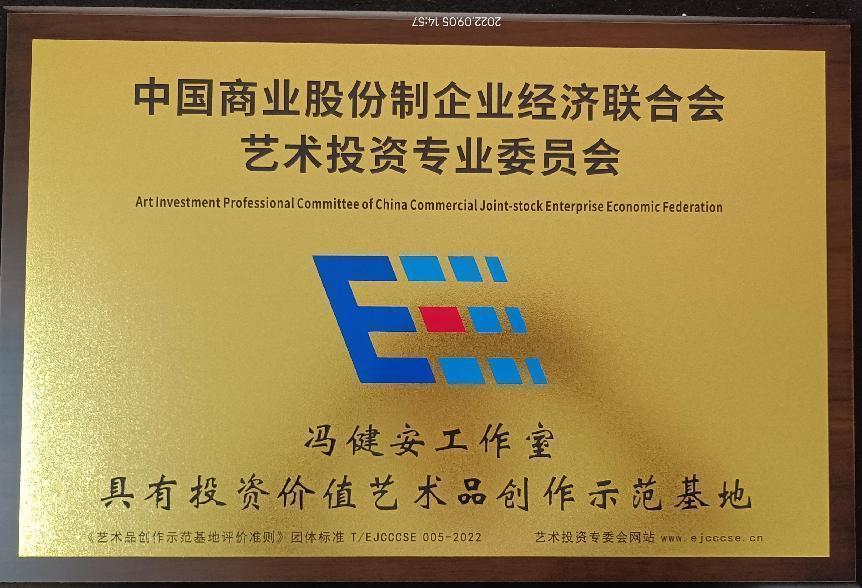 2022.09.05 14:57
中国商业股份制企业经济联合会
艺术投资专业委员会
Art Investment Professional Committee of China Commercial Joint-stock Enterprise Economic Federation
冯健安工作室
具有投资价值艺术品创作示范基地
《艺术品创作示范基地评价准则》团体标准 T/EJCCCSE 005-2022 艺术投资专委会网站 www.ejcccse.cn